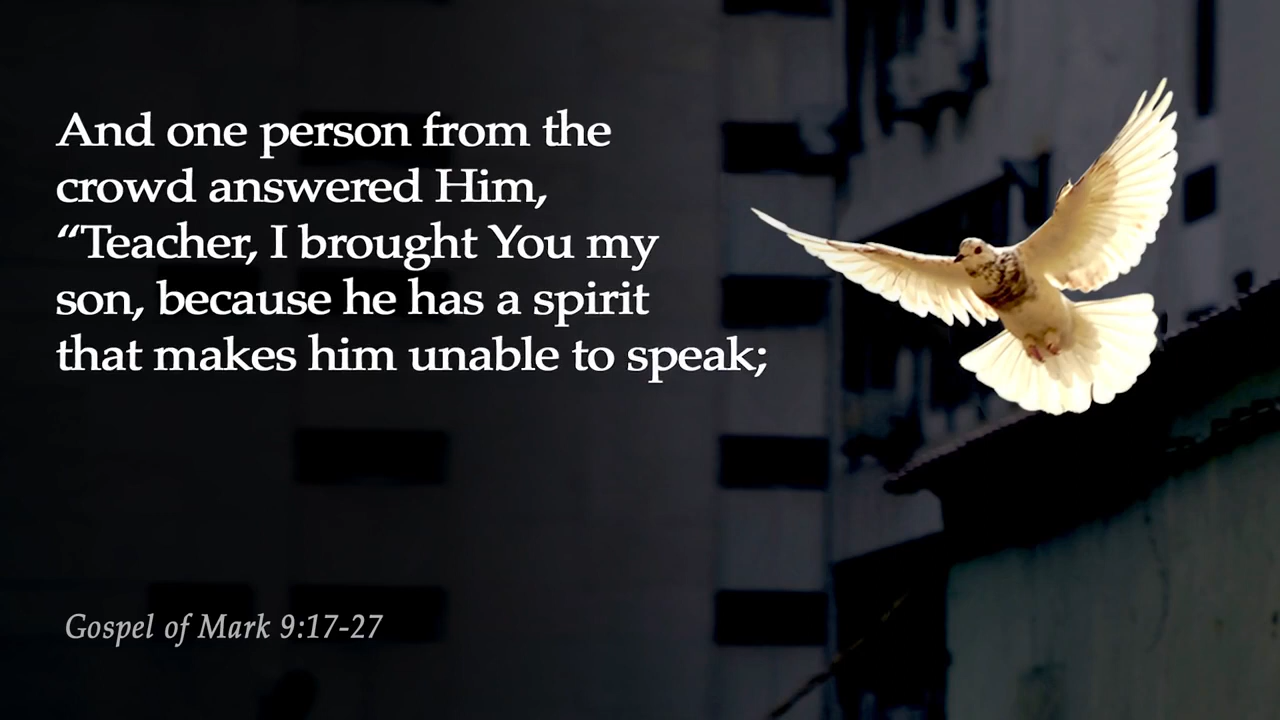 And one person from the
crowd answered Him,
“Teacher, I brought You my
son, because he has a spirit
that makes him unable to speak;
Gospel of Mark 9:17-27